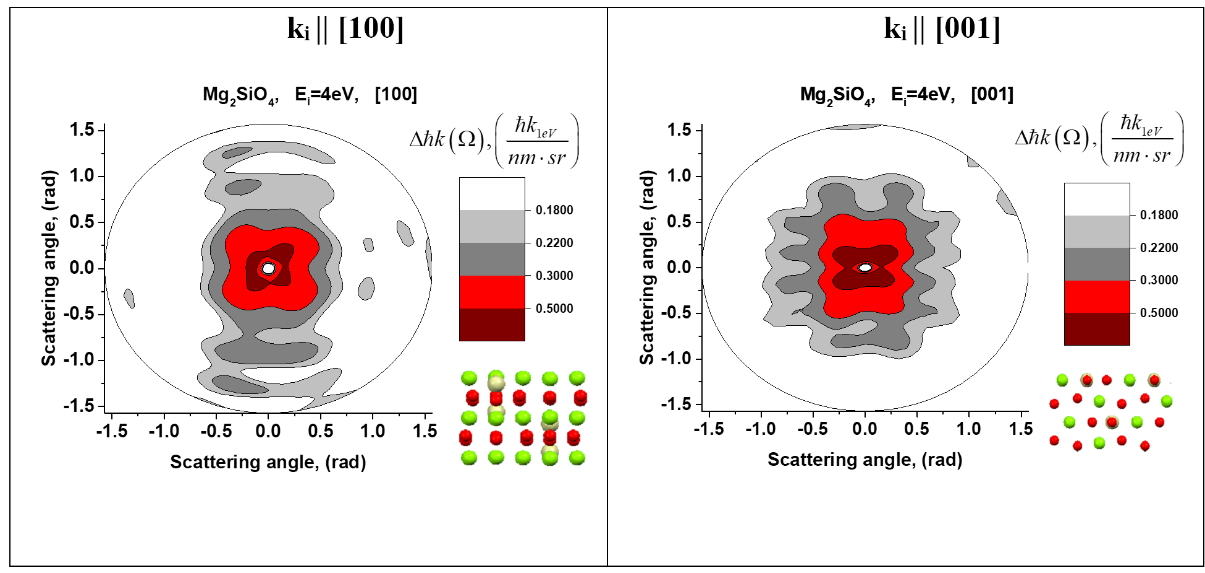 kᵢ || [100]
Mg₂SiO₄, Eᵢ=4eV, [100]
Δħk(Ω), (ħk₁ₑV / nm·sr)
1.5
1.0
0.5
0.0
-0.5
-1.0
-1.5
Scattering angle, (rad)
-1.5 -1.0 -0.5 0.0 0.5 1.0 1.5
Scattering angle, (rad)
0.1800
0.2200
0.3000
0.5000
kᵢ || [001]
Mg₂SiO₄, Eᵢ=4eV, [001]
Δħk(Ω), (ħk₁ₑV / nm·sr)
1.5
1.0
0.5
0.0
-0.5
-1.0
-1.5
Scattering angle, (rad)
-1.5 -1.0 -0.5 0.0 0.5 1.0 1.5
Scattering angle, (rad)
0.1800
0.2200
0.3000
0.5000